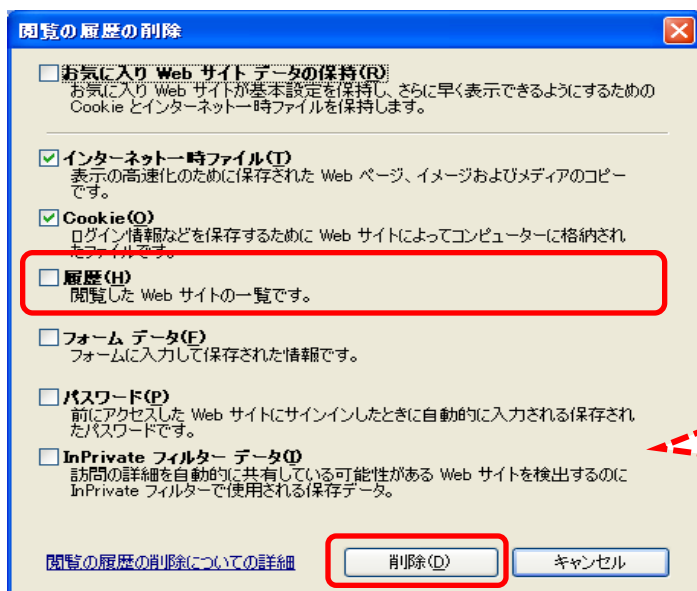 閲覧の履歴の削除
お気に入り Web サイト データの保持(R)
お気に入り Web サイトが基本設定を保持し、さらに早く表示できるようにするための
Cookie とインターネット一時ファイルを保持します。
インターネット一時ファイル(T)
表示の高速化のために保存された Web ページ、イメージおよびメディアのコピー
です。
Cookie(O)
ログイン情報などを保存するために Web サイトによってコンピューターに格納され
たファイルです。
履歴(H)
閲覧した Web サイトの一覧です。
フォーム データ(F)
フォームに入力して保存された情報です。
パスワード(P)
前にアクセスした Web サイトにサインインしたときに自動的に入力される保存され
たパスワードです。
InPrivate フィルター データ(I)
訪問の詳細を自動的に共有している可能性がある Web サイトを検出するのに
InPrivate フィルターで使用される保存データ。
閲覧の履歴の削除についての詳細
削除(D)
キャンセル